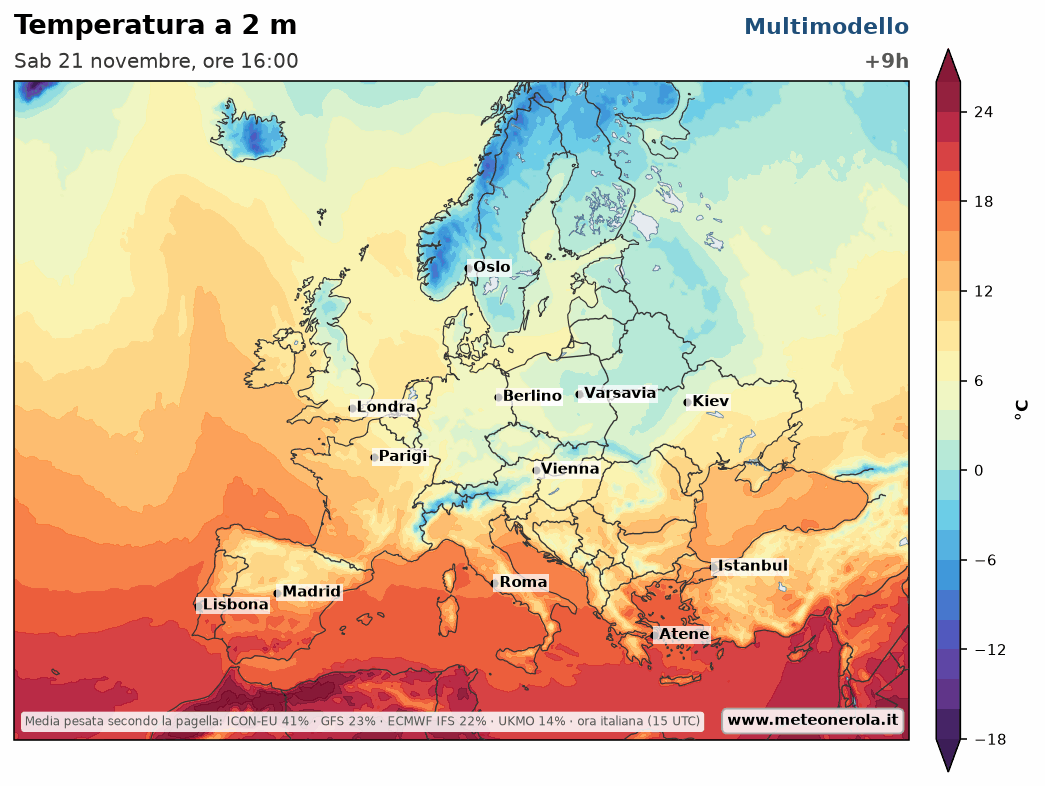 Temperatura a 2 m
Multimodello
Sab 21 novembre, ore 16:00
+9h
24
18
12
6
0
−6
−12
−18
°C
Oslo
Berlino
Varsavia
Kiev
Londra
Parigi
Vienna
Istanbul
Roma
Madrid
Lisbona
Atene
Media pesata secondo la pagella: ICON-EU 41% · GFS 23% · ECMWF IFS 22% · UKMO 14% · ora italiana (15 UTC)
www.meteonerola.it